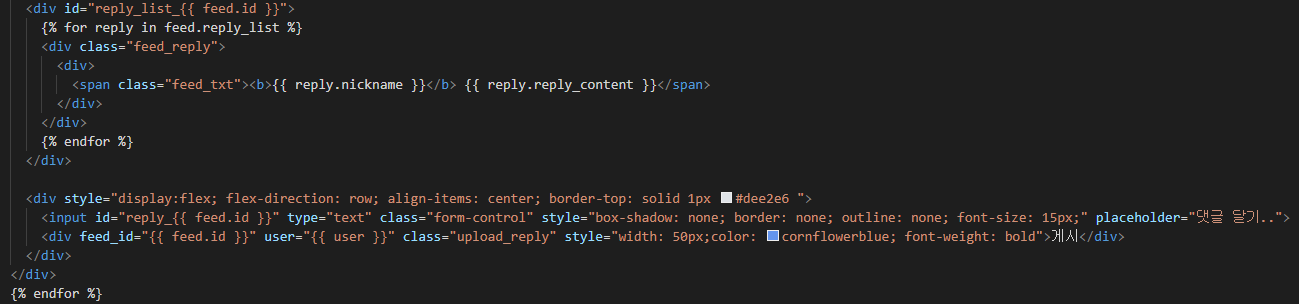 <div id="reply_list_{{ feed.id }}">
{% for reply in feed.reply_list %}
<div class="feed_reply">
<div>
<span class="feed_txt"><b>{{ reply.nickname }}</b> {{ reply.reply_content }}</span>
</div>
</div>
{% endfor %}
</div>
<div style="display:flex; flex-direction: row; align-items: center; border-top: solid 1px #dee2e6 ">
<input id="reply_{{ feed.id }}" type="text" class="form-control" style="box-shadow: none; border: none; outline: none; font-size: 15px;" placeholder="댓글 달기..">
<div feed_id="{{ feed.id }}" user="{{ user }}" class="upload_reply" style="width: 50px;color: cornflowerblue; font-weight: bold">게시</div>
</div>
</div>
{% endfor %}